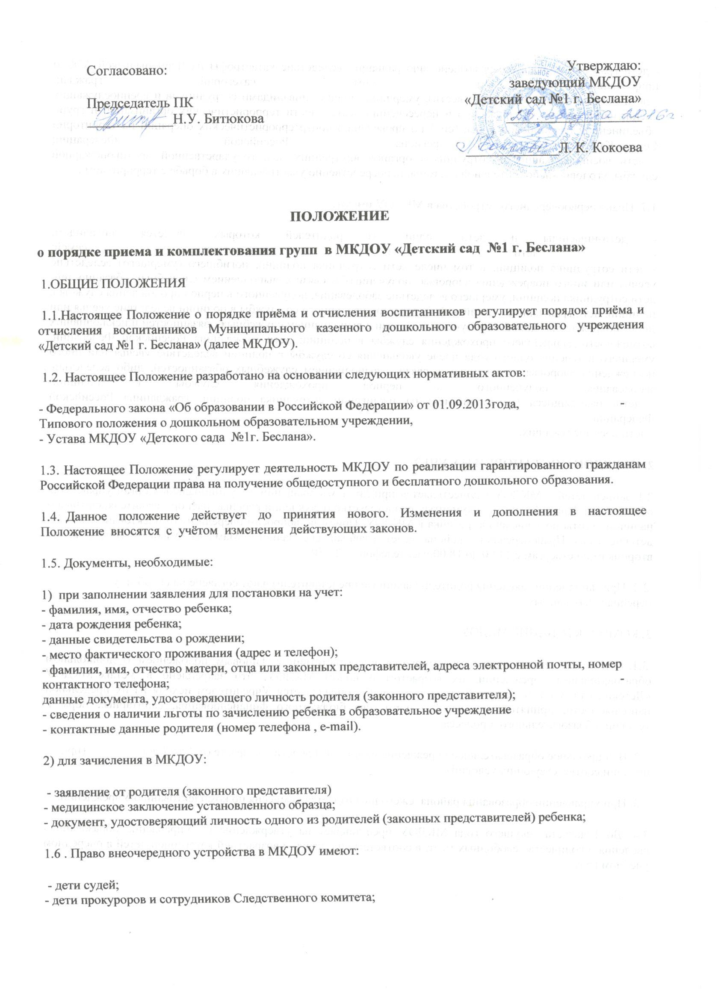 Согласовано:
Председатель ПК
Н.У. Битюкова
Утверждаю:
заведующий МКДОУ
«Детский сад №1 г. Беслана»
августа 2016г.
Л. К. Кокоева
ПОЛОЖЕНИЕ
о порядке приема и комплектования групп в МКДОУ «Детский сад №1 г. Беслана»
1.ОБЩИЕ ПОЛОЖЕНИЯ
1.1.Настоящее Положение о порядке приёма и отчисления воспитанников регулирует порядок приёма и
отчисления воспитанников Муниципального казенного дошкольного образовательного учреждения
«Детский сад №1 г. Беслана» (далее МКДОУ).
1.2. Настоящее Положение разработано на основании следующих нормативных актов:
- Федерального закона «Об образовании в Российской Федерации» от 01.09.2013года, -
Типового положения о дошкольном образовательном учреждении,
- Устава МКДОУ «Детского сада №1г. Беслана».
1.3. Настоящее Положение регулирует деятельность МКДОУ по реализации гарантированного гражданам
Российской Федерации права на получение общедоступного и бесплатного дошкольного образования.
1.4. Данное положение действует до принятия нового. Изменения и дополнения в настоящее
Положение вносятся с учётом изменения действующих законов.
1.5. Документы, необходимые:
1) при заполнении заявления для постановки на учет:
- фамилия, имя, отчество ребенка;
- дата рождения ребенка;
- данные свидетельства о рождении;
- место фактического проживания (адрес и телефон);
- фамилия, имя, отчество матери, отца или законных представителей, адреса электронной почты, номер
контактного телефона; -
данные документа, удостоверяющего личность родителя (законного представителя);
- сведения о наличии льготы по зачислению ребенка в образовательное учреждение
- контактные данные родителя (номер телефона , e-mail).
2) для зачисления в МКДОУ:
- заявление от родителя (законного представителя)
- медицинское заключение установленного образца;
- документ, удостоверяющий личность одного из родителей (законных представителей) ребенка;
1.6 . Право внеочередного устройства в МКДОУ имеют:
- дети судей;
- дети прокуроров и сотрудников Следственного комитета;